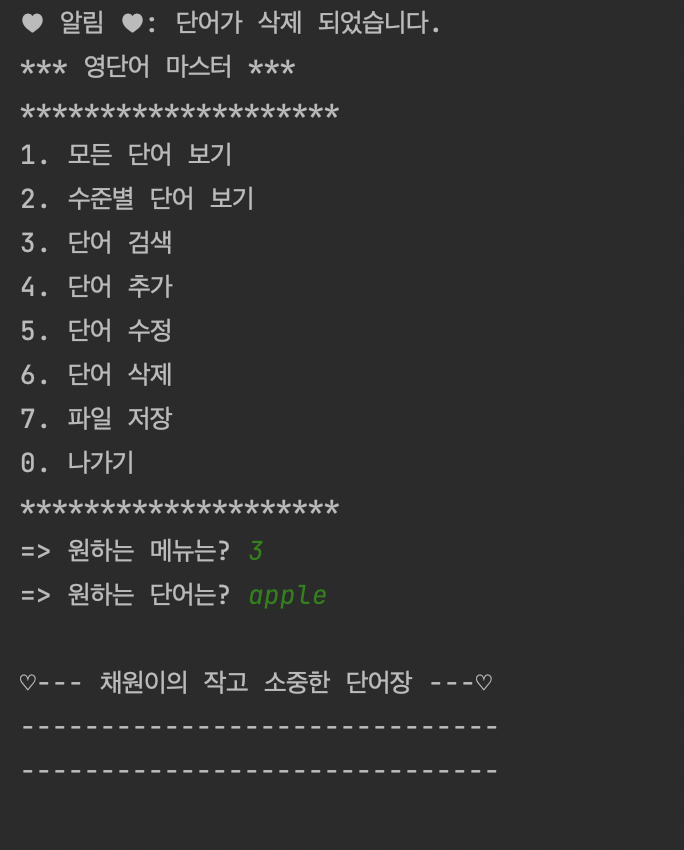 ♥ 알림 ♥: 단어가 삭제 되었습니다.
*** 영단어 마스터 ***
********************
1. 모든 단어 보기
2. 수준별 단어 보기
3. 단어 검색
4. 단어 추가
5. 단어 수정
6. 단어 삭제
7. 파일 저장
0. 나가기
********************
=> 원하는 메뉴는? 3
=> 원하는 단어는? apple
♡--- 채원이의 작고 소중한 단어장 ---♡
------------------------------
------------------------------